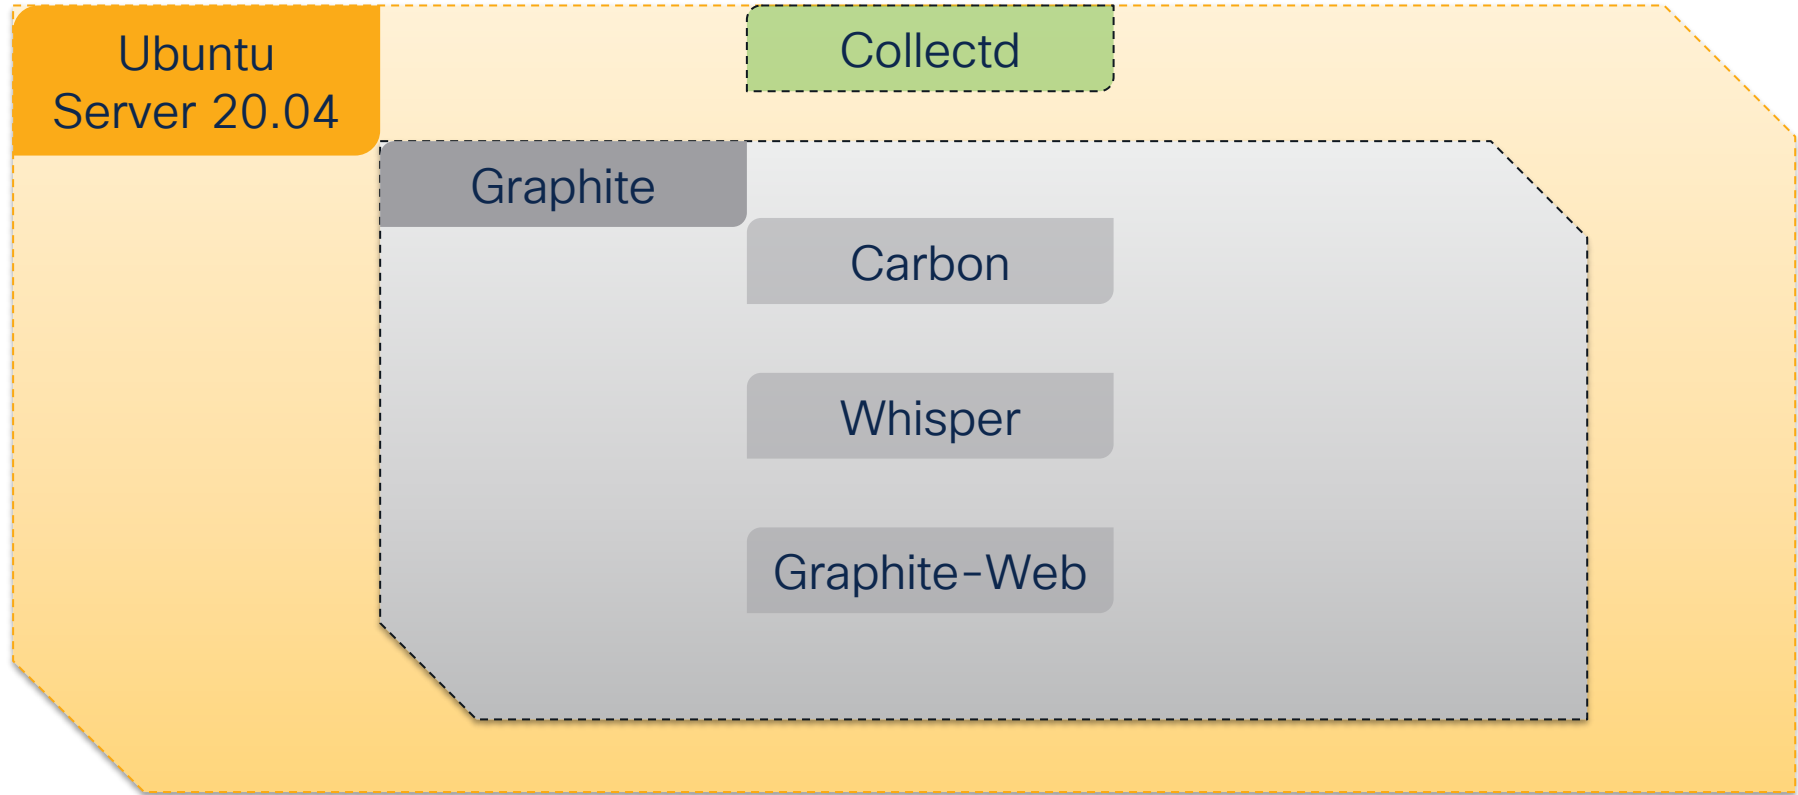 Ubuntu
Server 20.04
Collectd
Graphite
Carbon
Whisper
Graphite-Web